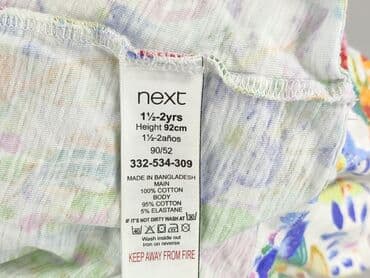 next
1½-2yrs
Height 92cm
1½-2años
90/52
332-534-309
MADE IN BANGLADESH
MAIN
100% COTTON
BODY
95% COTTON
5% ELASTANE
IF IT'S NOT DIRTY WASH AT 30
40
Wash inside out
iron on reverse
KEEP AWAY FROM FIRE